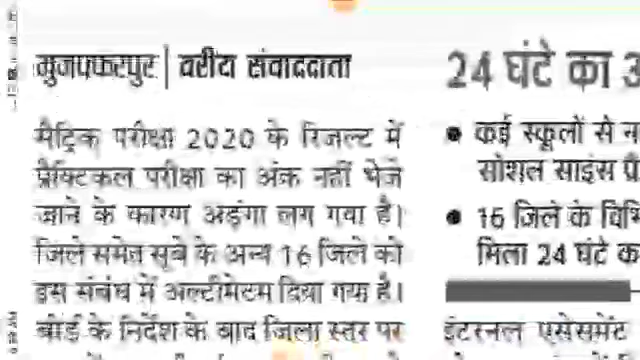 मुजफ्फरपुर | वरीय संवाददाता
मैट्रिक परीक्षा 2020 के रिजल्ट में
प्रैक्टिकल परीक्षा का अंक नहीं भेजे
जाने के कारण अड़ंगा लग गया है।
जिले समेत सूबे के अन्य 16 जिले को
इस संबंध में अल्टीमेटम दिया गया है।
बोर्ड के निर्देश के बाद जिला स्तर पर
24 घंटे का
• कई स्कूलों से
सोशल साइंस
• 16 जिले के
मिला 24 घंटे
इंटरनल एसेसमेंट